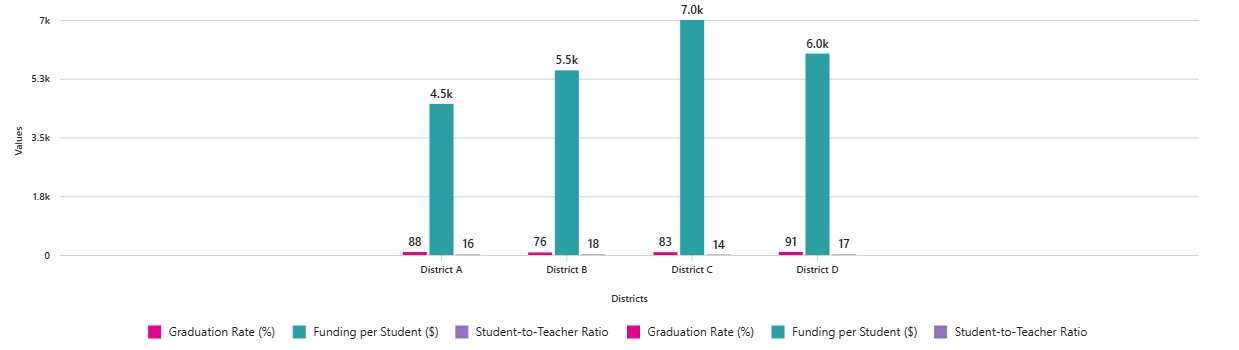 7.0k
7k
6.0k
5.5k
5.3k
4.5k
3.5k
Values
1.8k
88 16 76 18 83 14 91 17
0
District A District B District C District D
Districts
Graduation Rate (%) Funding per Student ($) Student-to-Teacher Ratio Graduation Rate (%) Funding per Student ($) Student-to-Teacher Ratio